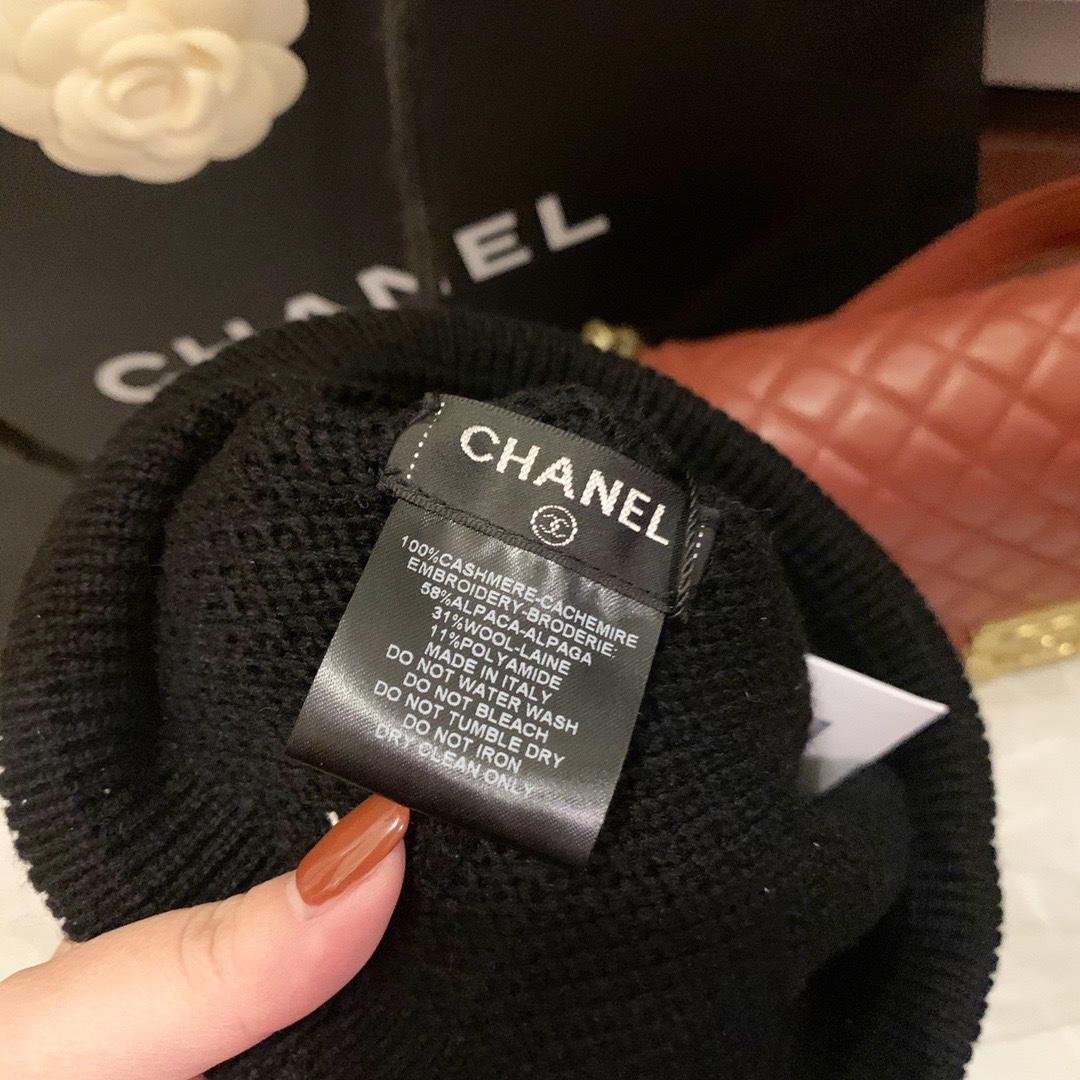 CHANEL
CHANEL
100%CASHMERE-CACHEMIRE
EMBROIDERY-BRODERIE:
58%ALPACA-ALPAGA
31%WOOL-LAINE
11%POLYAMIDE
MADE IN ITALY
DO NOT WATER WASH
DO NOT BLEACH
DO NOT TUMBLE DRY
DO NOT IRON
DRY CLEAN ONLY